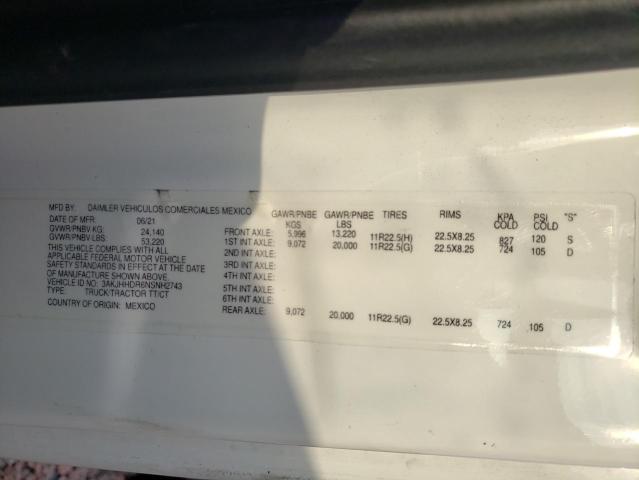 MFD BY: DAIMLER VEHICULOS COMERCIALES MEXICO
DATE OF MFR: 06/21
GVWR/PNBV-KG: 24,140
GVWR/PNBV-LBS: 53,220
THIS VEHICLE COMPLIES WITH ALL
APPLICABLE FEDERAL MOTOR VEHICLE
SAFETY STANDARDS IN EFFECT AT THE DATE
OF MANUFACTURE SHOWN ABOVE.
VEHICLE ID NO: 3AKJHHDR6NSNH2743
TYPE: TRUCK/TRACTOR TT/CT
COUNTRY OF ORIGIN: MEXICO
GAWR/PNBE GAWR/PNBE TIRES RIMS KPA PSI "S"
KGS LBS COLD COLD
FRONT AXLE: 5,996 13,220 11R22.5(H) 22.5X8.25 827 120 S
1ST INT AXLE: 9,072 20,000 11R22.5(G) 22.5X8.25 724 105 D
2ND INT AXLE:
3RD INT AXLE:
4TH INT AXLE:
5TH INT AXLE:
6TH INT AXLE:
REAR AXLE: 9,072 20,000 11R22.5(G) 22.5X8.25 724 105 D